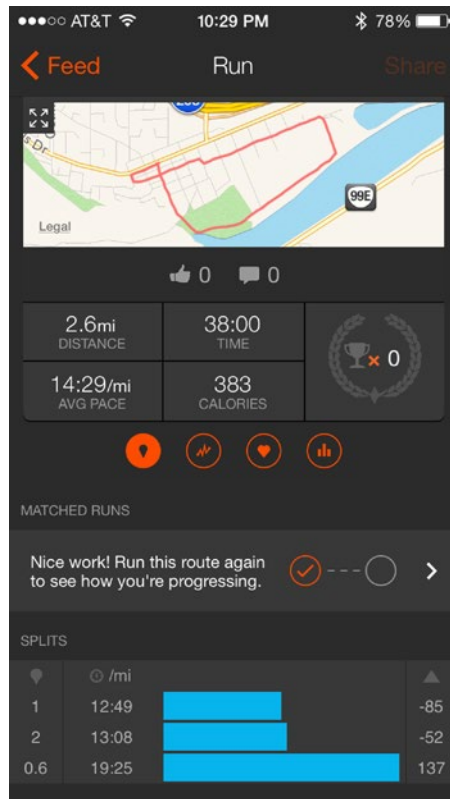 AT&T 10:29 PM 78%
Feed Run Share
Legal
99E
0 0
2.6mi 38:00
DISTANCE TIME
x 0
14:29/mi 383
AVG PACE CALORIES
MATCHED RUNS
Nice work! Run this route again
to see how you're progressing.
SPLITS
/mi
1 12:49 -85
2 13:08 -52
0.6 19:25 137